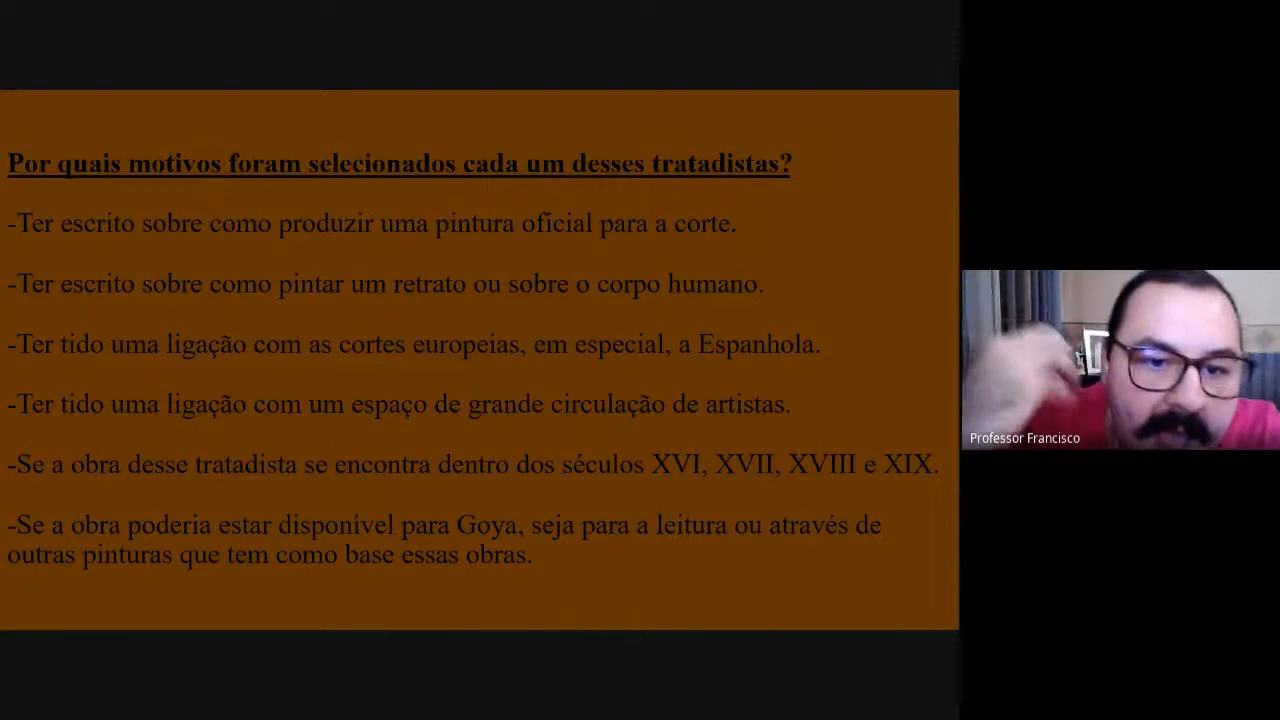 Por quais motivos foram selecionados cada um desses tratadistas?
-Ter escrito sobre como produzir uma pintura oficial para a corte.
-Ter escrito sobre como pintar um retrato ou sobre o corpo humano.
-Ter tido uma ligação com as cortes europeias, em especial, a Espanhola.
-Ter tido uma ligação com um espaço de grande circulação de artistas.
-Se a obra desse tratadista se encontra dentro dos séculos XVI, XVII, XVIII e XIX.
-Se a obra poderia estar disponível para Goya, seja para a leitura ou através de
outras pinturas que tem como base essas obras.
Professor Francisco